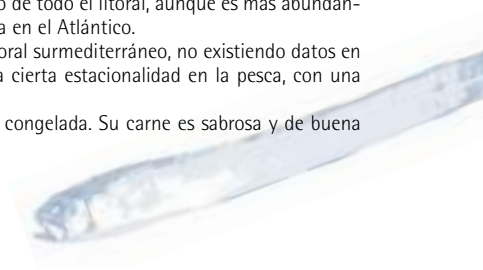 o de todo el litoral, aunque es más abundan-
a en el Atlántico.
oral surmediterráneo, no existiendo datos en
a cierta estacionalidad en la pesca, con una
congelada. Su carne es sabrosa y de buena